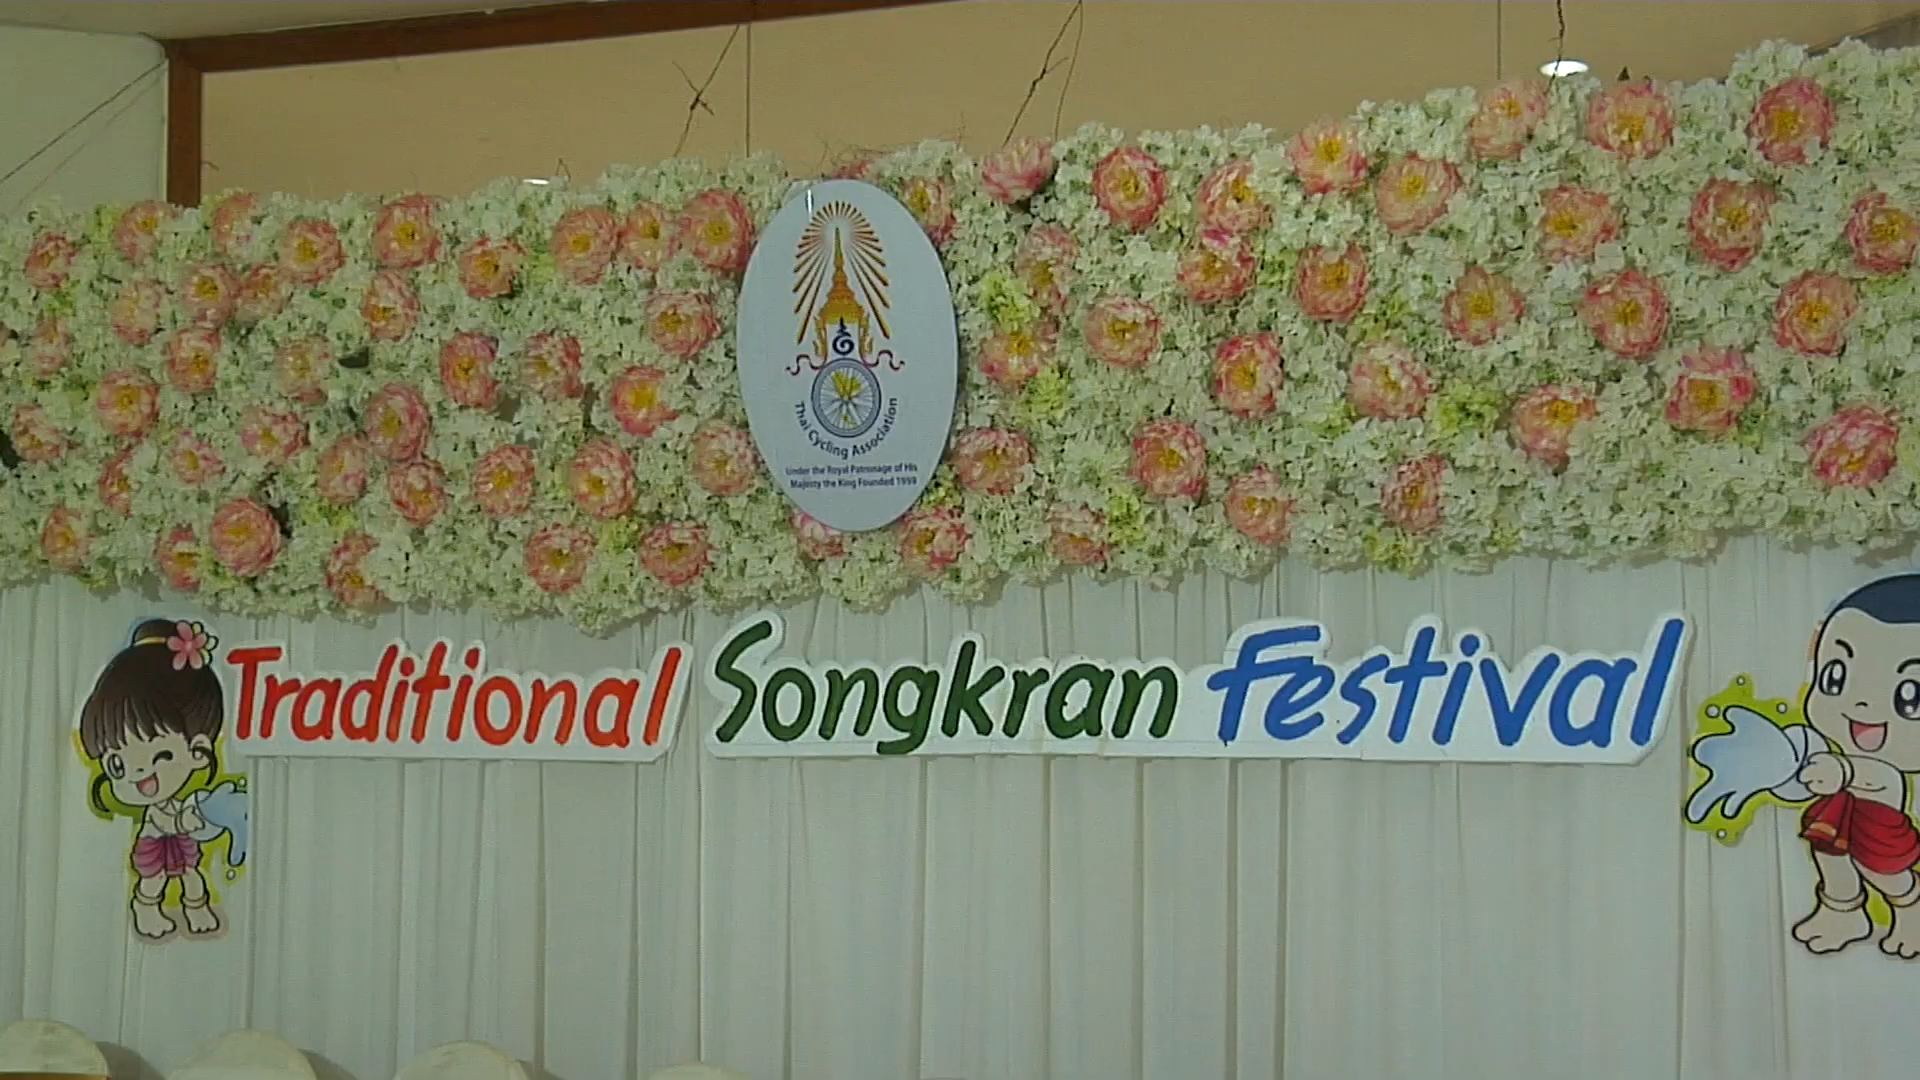 Thai Cycling Association
Under the Royal Patronage of His
Majesty the King Founded 1959
Traditional Songkran Festival